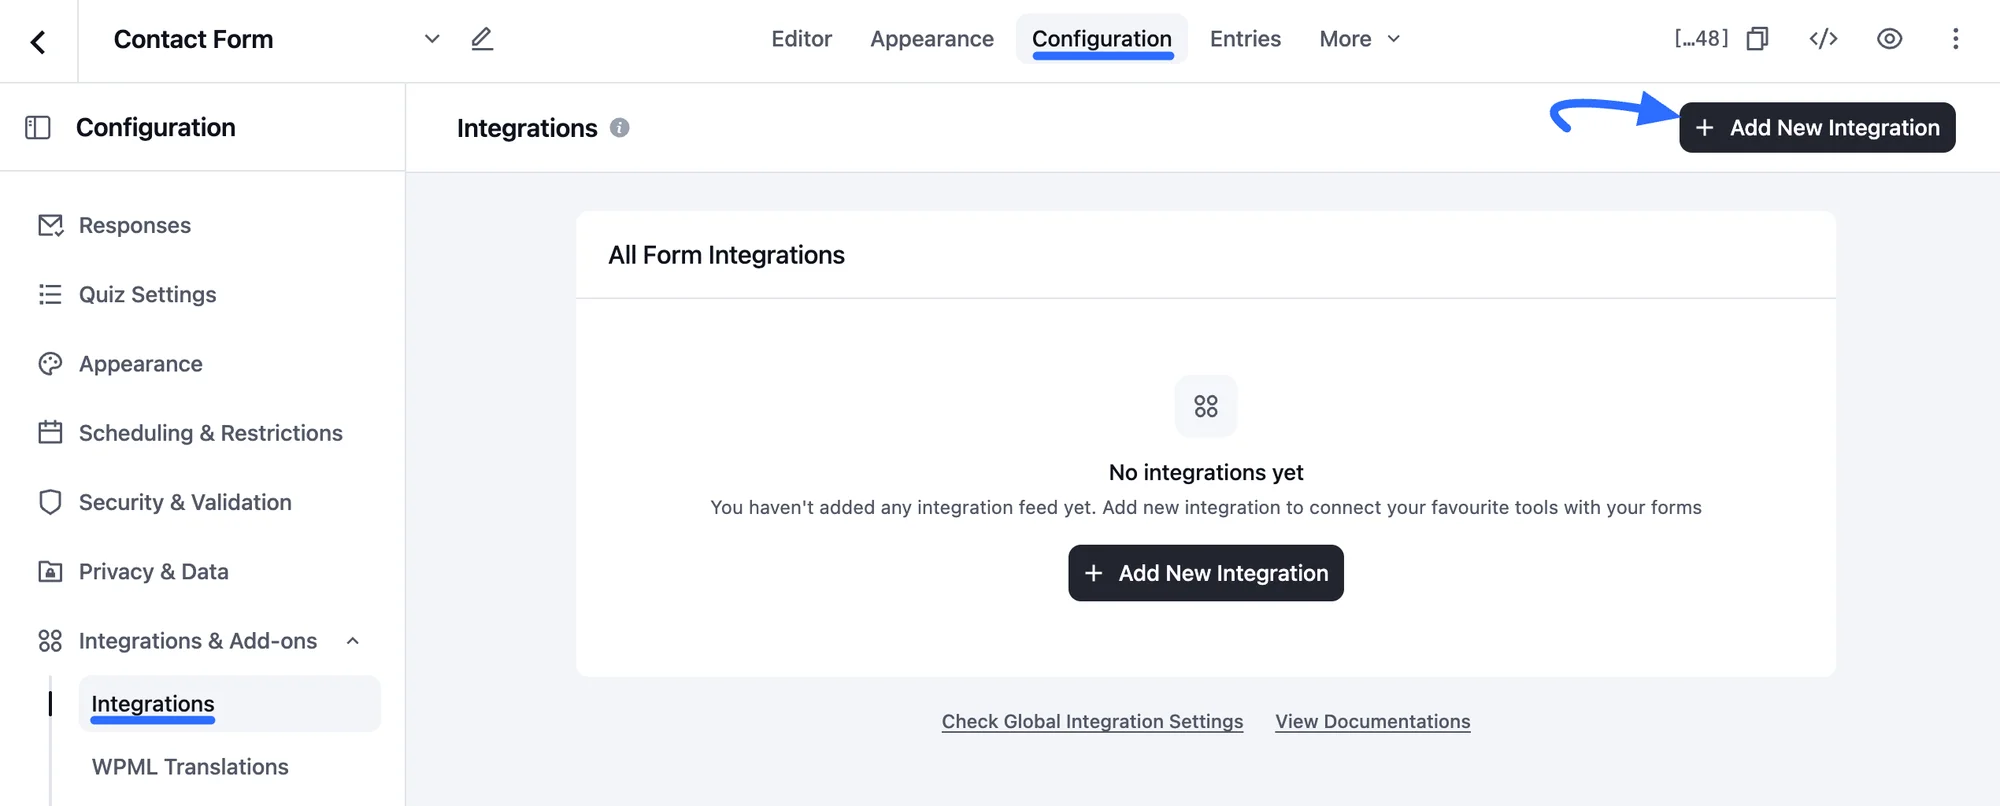 Contact Form
Editor
Appearance
Configuration
Entries
More
[...48]
Configuration
Integrations
+ Add New Integration
Responses
Quiz Settings
Appearance
Scheduling & Restrictions
Security & Validation
Privacy & Data
Integrations & Add-ons
Integrations
WPML Translations
All Form Integrations
No integrations yet
You haven't added any integration feed yet. Add new integration to connect your favourite tools with your forms
+ Add New Integration
Check Global Integration Settings
View Documentations